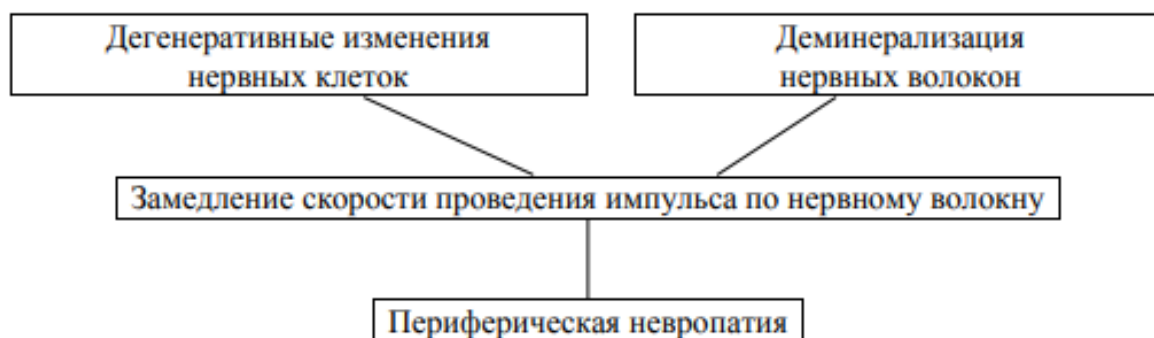 Дегенеративные изменения
нервных клеток
Деминерализация
нервных волокон
Замедление скорости проведения импульса по нервному волокну
Периферическая невропатия